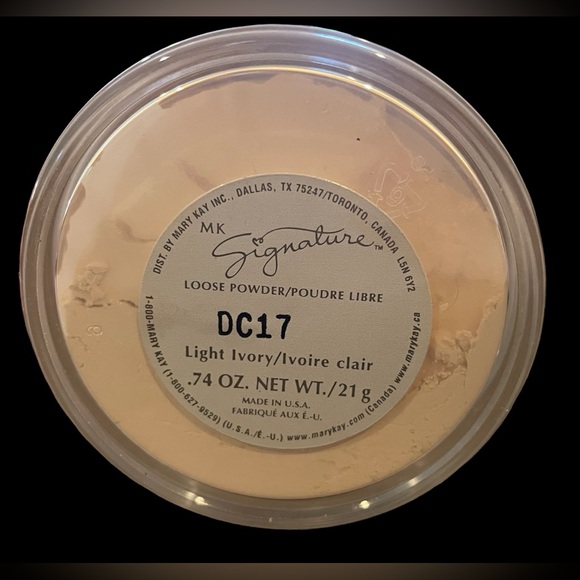 DIST. BY MARY KAY INC., DALLAS, TX 75247/TORONTO, CANADA L5N 6Y2
MK
Signature™
LOOSE POWDER/POUDRE LIBRE
DC17
Light Ivory/Ivoire clair
.74 OZ. NET WT./21 g
MADE IN U.S.A.
FABRIQUÉ AUX É.-U.
1-800-MARY KAY (1-800-627-9529) (U.S.A./É.-U.) www.marykay.com (Canada) www.marykay.ca
8